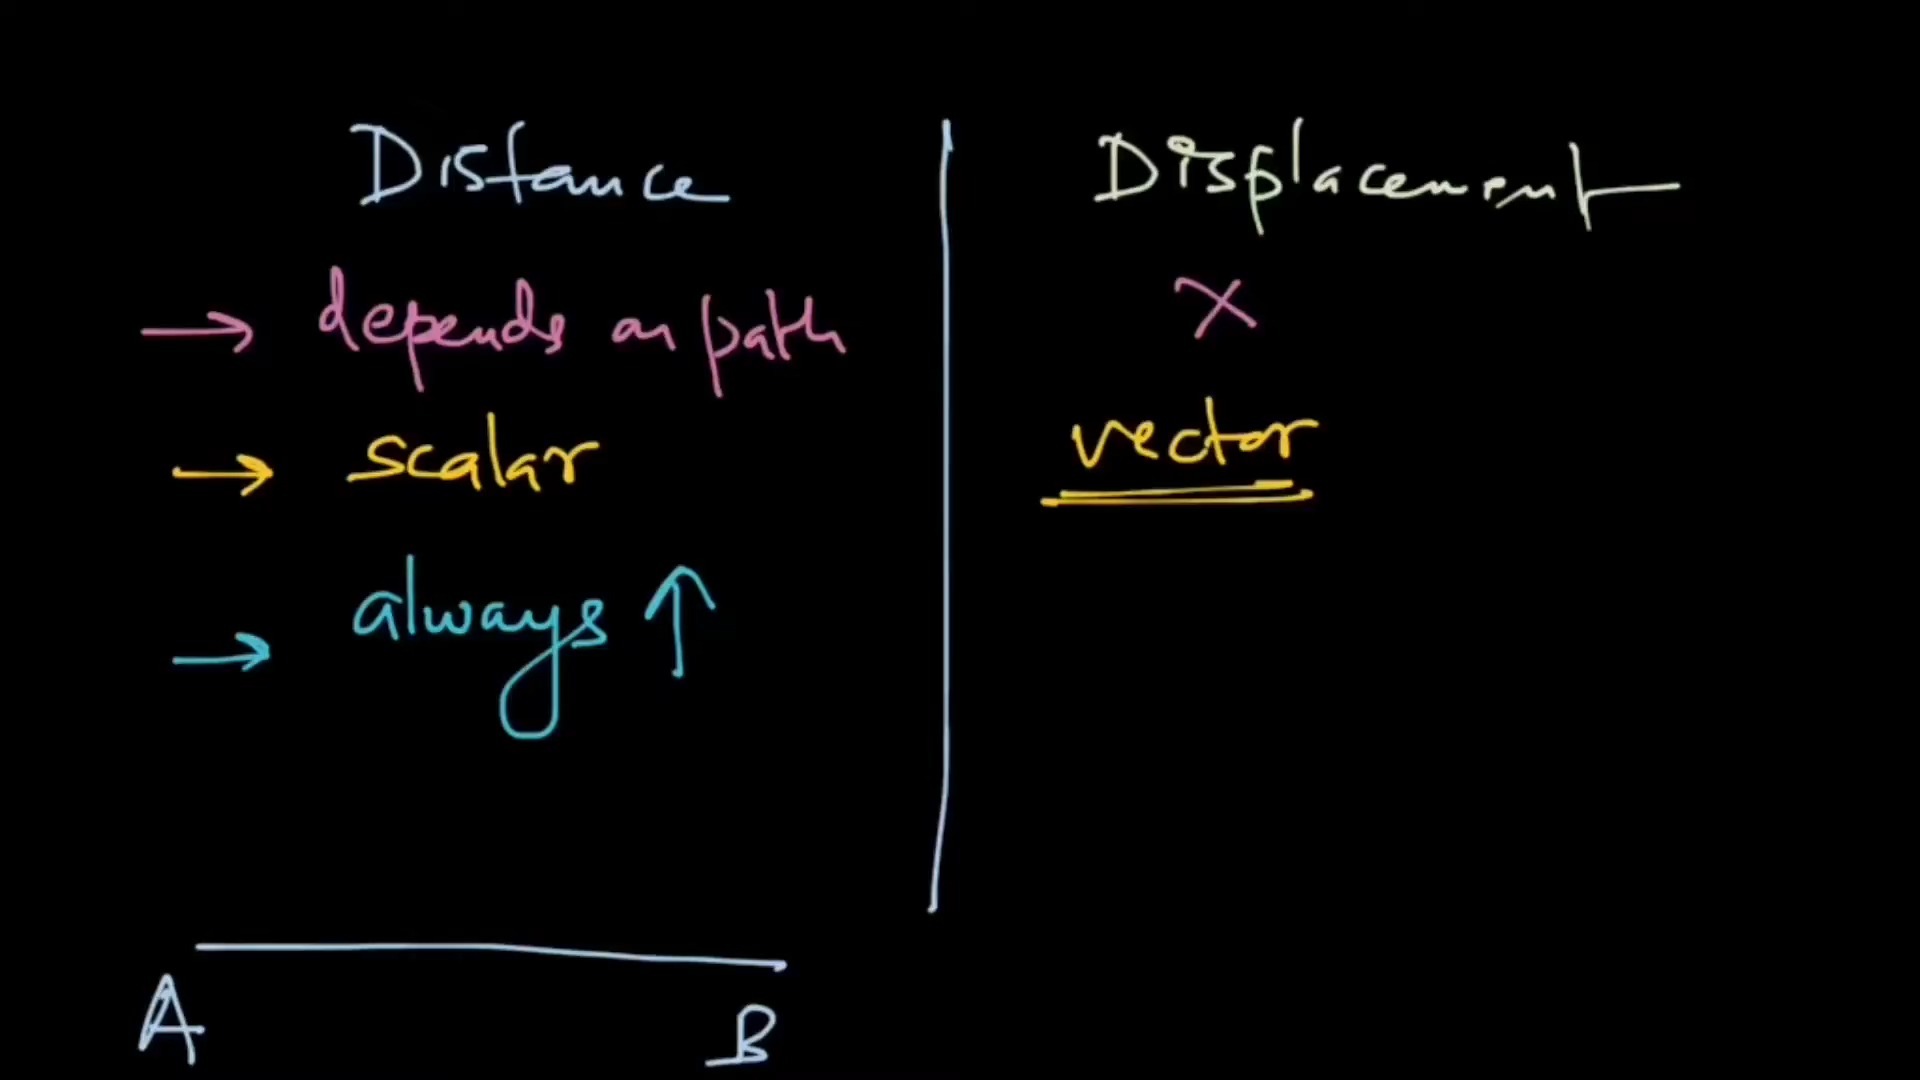 Distance
Displacement
→ depends on path
×
→ scalar
vector
→ always ↑
A
B